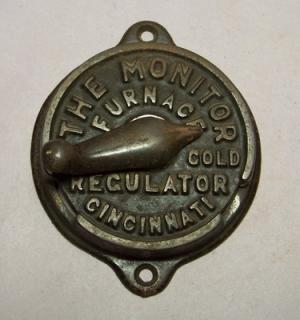 THE MONITOR
FURNACE
COLD
REGULATOR
CINCINNATI